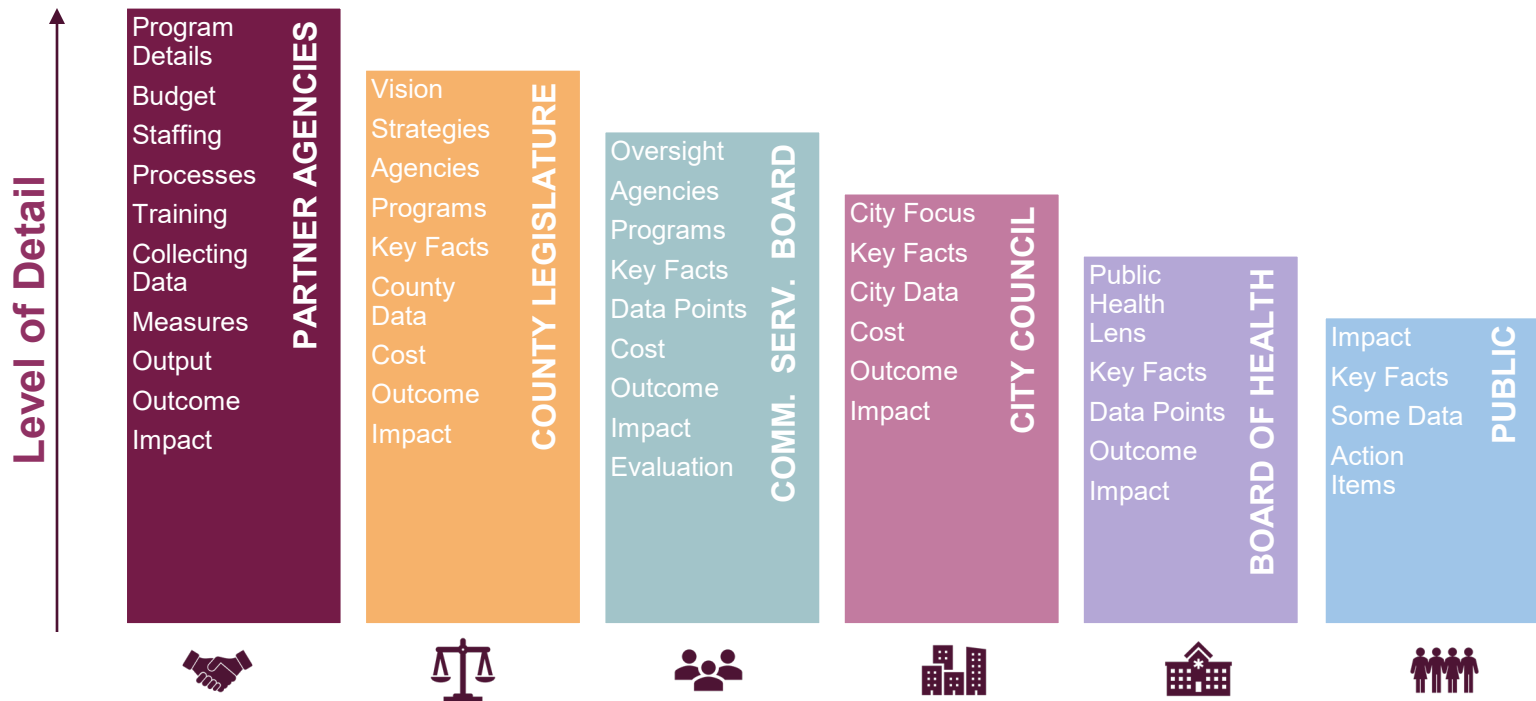 Level of Detail
Program
Details
Budget
Staffing
Processes
Training
Collecting
Data
Measures
Output
Outcome
Impact
PARTNER AGENCIES
Vision
Strategies
Agencies
Programs
Key Facts
County
Data
Cost
Outcome
Impact
COUNTY LEGISLATURE
Oversight
Agencies
Programs
Key Facts
Data Points
Cost
Outcome
Impact
Evaluation
COMM. SERV. BOARD
City Focus
Key Facts
City Data
Cost
Outcome
Impact
CITY COUNCIL
Public
Health
Lens
Key Facts
Data Points
Outcome
Impact
BOARD OF HEALTH
Impact
Key Facts
Some Data
Action
Items
PUBLIC